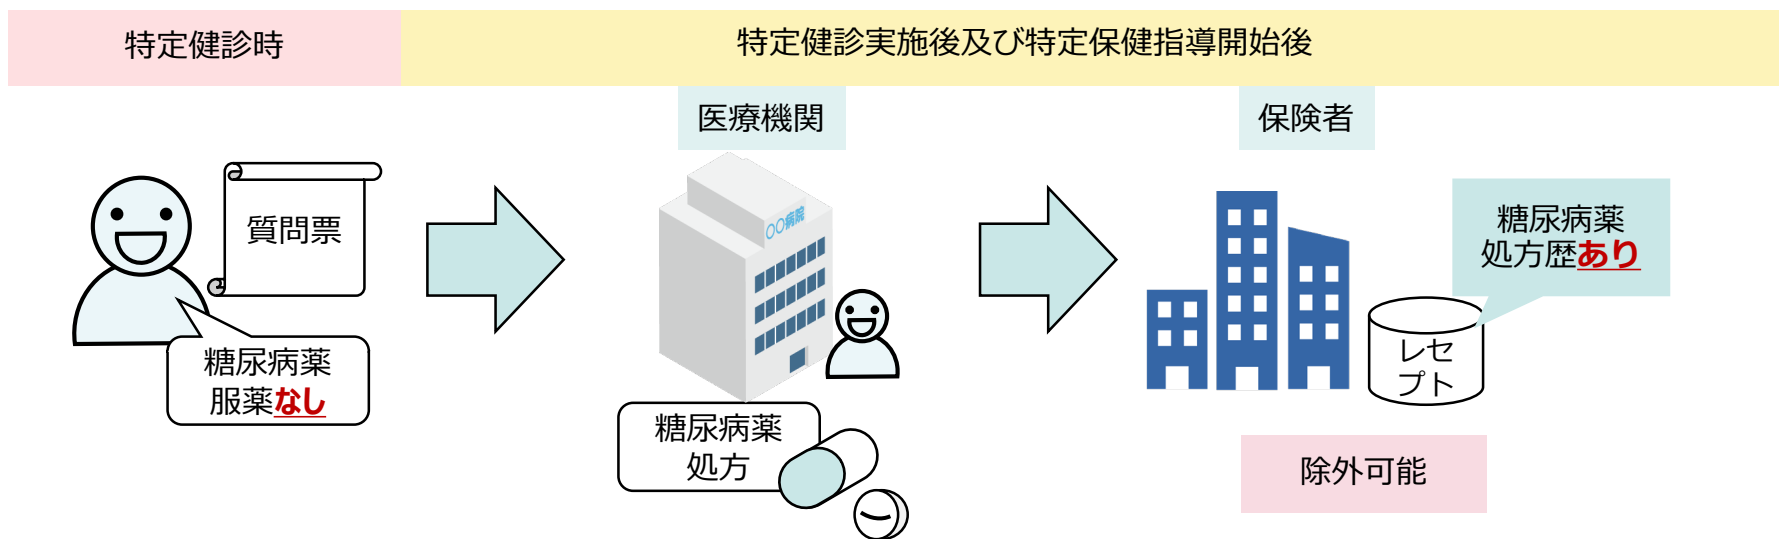 特定健診時
特定健診実施後及び特定保健指導開始後
医療機関
保険者
質問票
糖尿病薬
服薬なし
〇〇病院
糖尿病薬
処方
糖尿病薬
処方歴あり
レセ
プト
除外可能